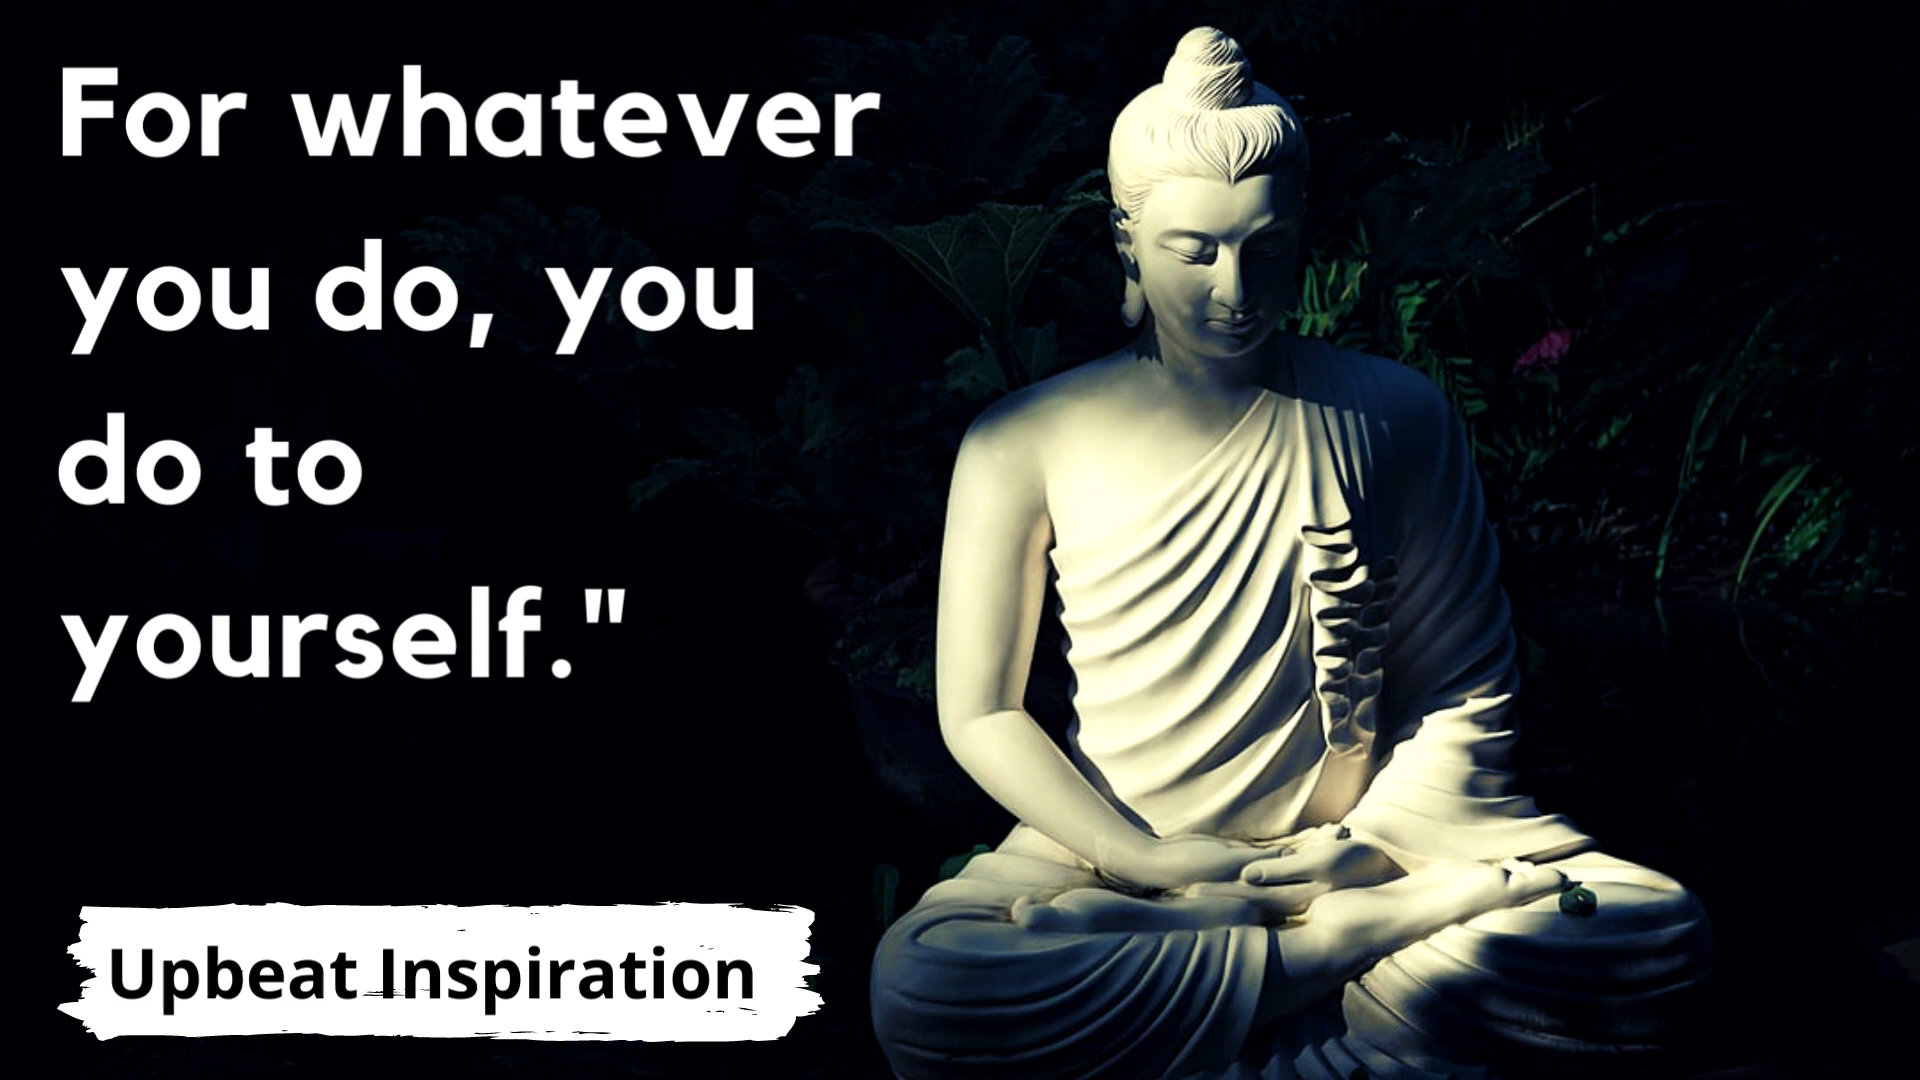 For whatever
you do, you
do to
yourself."
Upbeat Inspiration